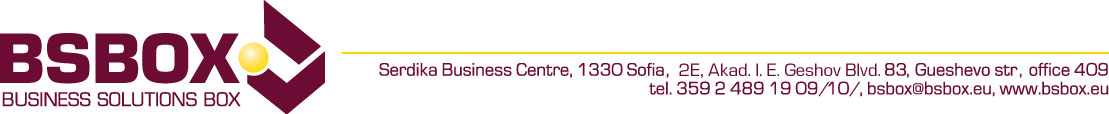 BSBOX
BUSINESS SOLUTIONS BOX
Serdika Business Centre, 1330 Sofia, 2E, Akad. I. E. Geshov Blvd. 83, Gueshevo str, office 409
tel. 359 2 489 19 09/10/, bsbox@bsbox.eu, www.bsbox.eu